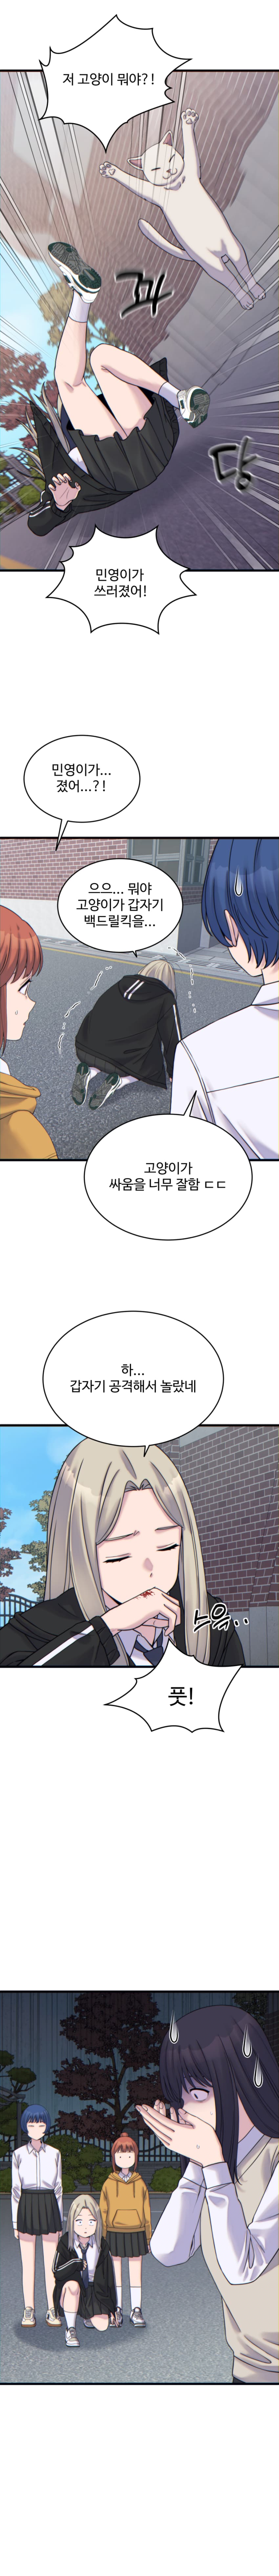 저 고양이 뭐야?!
꽈
당
민영이가
쓰러졌어!
민영이가...
졌어...?!
으으... 뭐야
고양이가 갑자기
백드릴킥을...
고양이가
싸움을 너무 잘함 ㄷㄷ
하...
갑자기 공격해서 놀랐네
스윽..
풋!